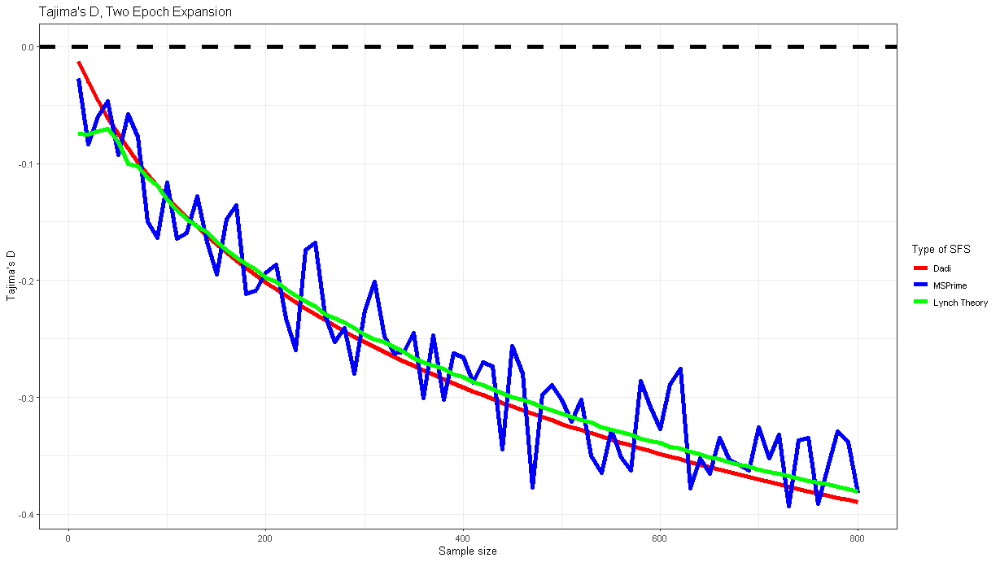 Tajima's D, Two Epoch Expansion
Tajima's D
0.0
-0.1
-0.2
-0.3
-0.4
0
200
400
600
800
Sample size
Type of SFS
Dadi
MSPrime
Lynch Theory